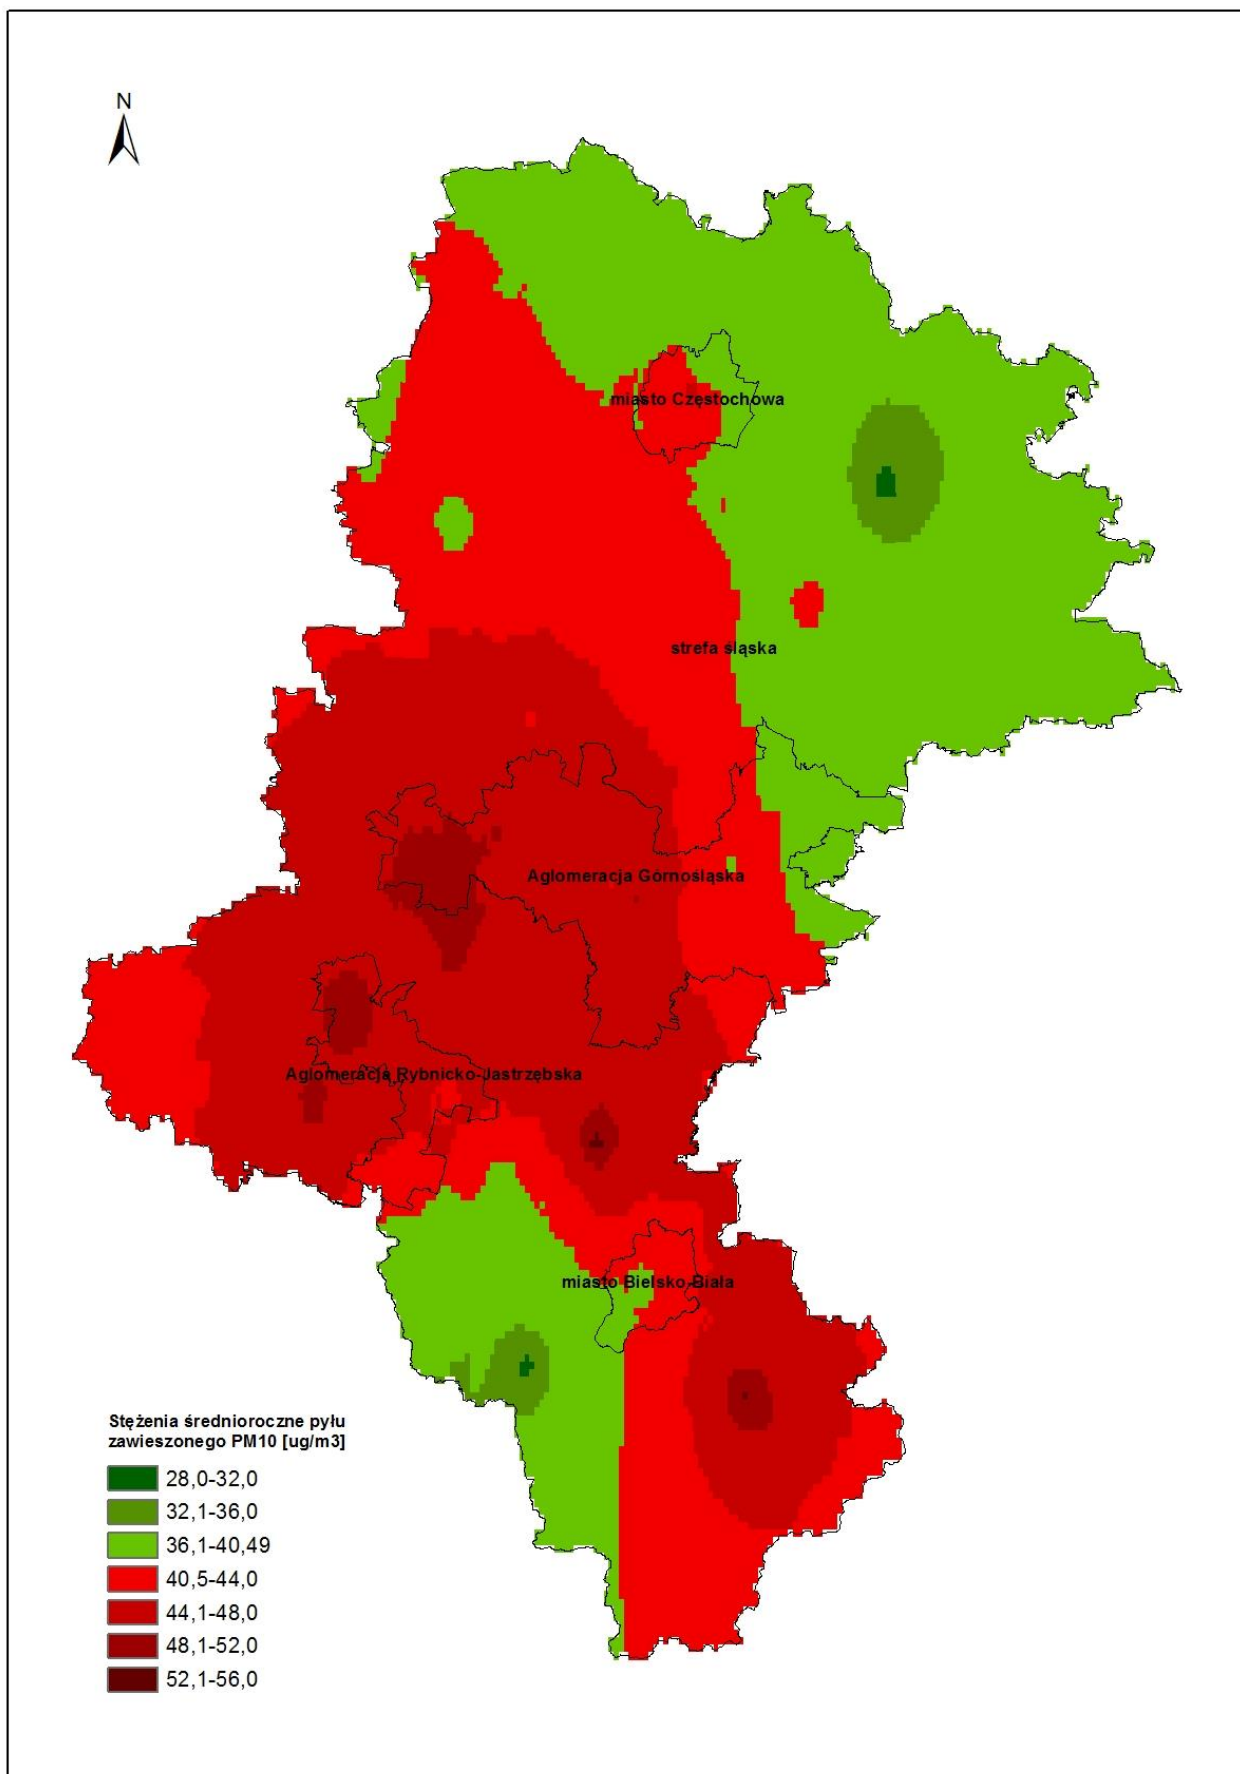 N
miasto Częstochowa
strefa śląska
Aglomeracja Górnośląska
Aglomeracja Rybnicko-Jastrzębska
miasto Bielsko-Biała
Stężenia średnioroczne pyłu
zawieszonego PM10 [ug/m3]
28,0-32,0
32,1-36,0
36,1-40,49
40,5-44,0
44,1-48,0
48,1-52,0
52,1-56,0